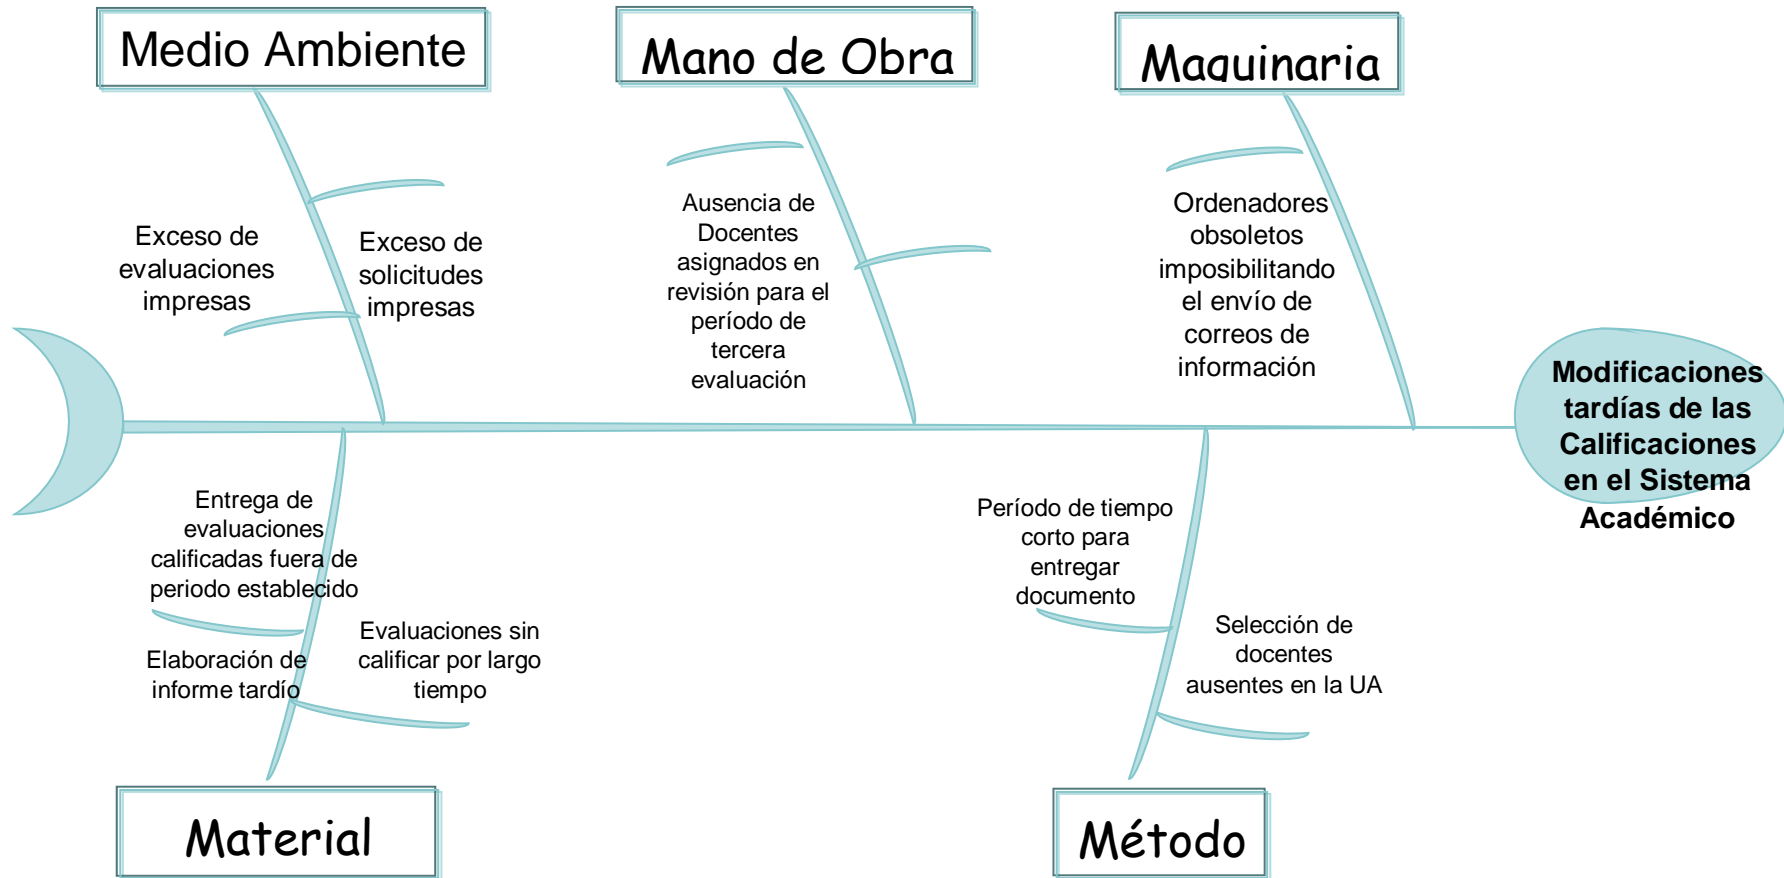 Medio Ambiente
Mano de Obra
Maquinaria
Exceso de
evaluaciones
impresas
Exceso de
solicitudes
impresas
Ausencia de
Docentes
asignados en
revisión para el
período de
tercera
evaluación
Ordenadores
obsoletos
imposibilitando
el envío de
correos de
información
Modificaciones
tardías de las
Calificaciones
en el Sistema
Académico
Entrega de
evaluaciones
calificadas fuera de
periodo establecido
Elaboración de
informe tardío
Evaluaciones sin
calificar por largo
tiempo
Período de tiempo
corto para
entregar
documento
Selección de
docentes
ausentes en la UA
Material
Método